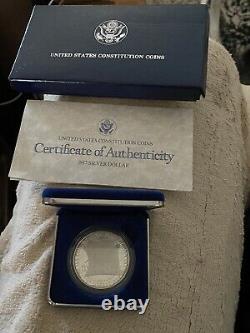 UNITED STATES CONSTITUTION COINS
UNITED STATES CONSTITUTION COINS
Certificate of Authenticity
1987 SILVER DOLLAR